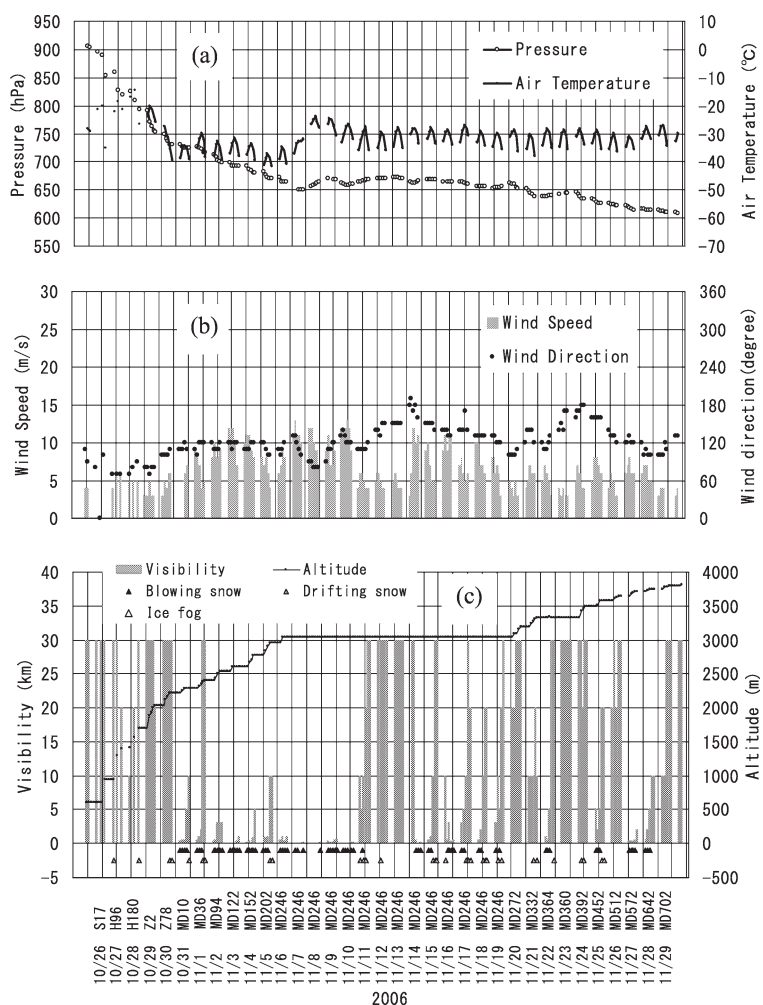 950
900
850
800
750
700
650
600
550
Pressure (hPa)
(a)
Pressure
Air Temperature
10
0
-10
-20
-30
-40
-50
-60
-70
Air Temperature (℃)
30
25
20
15
10
5
0
Wind Speed (m/s)
(b)
Wind Speed
Wind Direction
360
300
240
180
120
60
0
Wind direction(degree)
Visibility
Altitude
Blowing snow
Drifting snow
Ice fog
(c)
40
35
30
25
20
15
10
5
0
-5
Visibility (km)
4000
3500
3000
2500
2000
1500
1000
500
0
-500
Altitude (m)
10/26 S17
10/27 H96
10/28 H180
10/29 Z2
10/30 Z78
10/31 MD10
11/1 MD36
11/2 MD94
11/3 MD122
11/4 MD152
11/5 MD202
11/6 MD246
11/7 MD246
11/8 MD246
11/9 MD246
11/10 MD246
11/11 MD246
11/12 MD246
11/13 MD246
11/14 MD246
11/15 MD246
11/16 MD246
11/17 MD246
11/18 MD246
11/19 MD246
11/20 MD272
11/21 MD332
11/22 MD364
11/23 MD360
11/24 MD392
11/25 MD452
11/26 MD512
11/27 MD572
11/28 MD642
11/29 MD702
2006